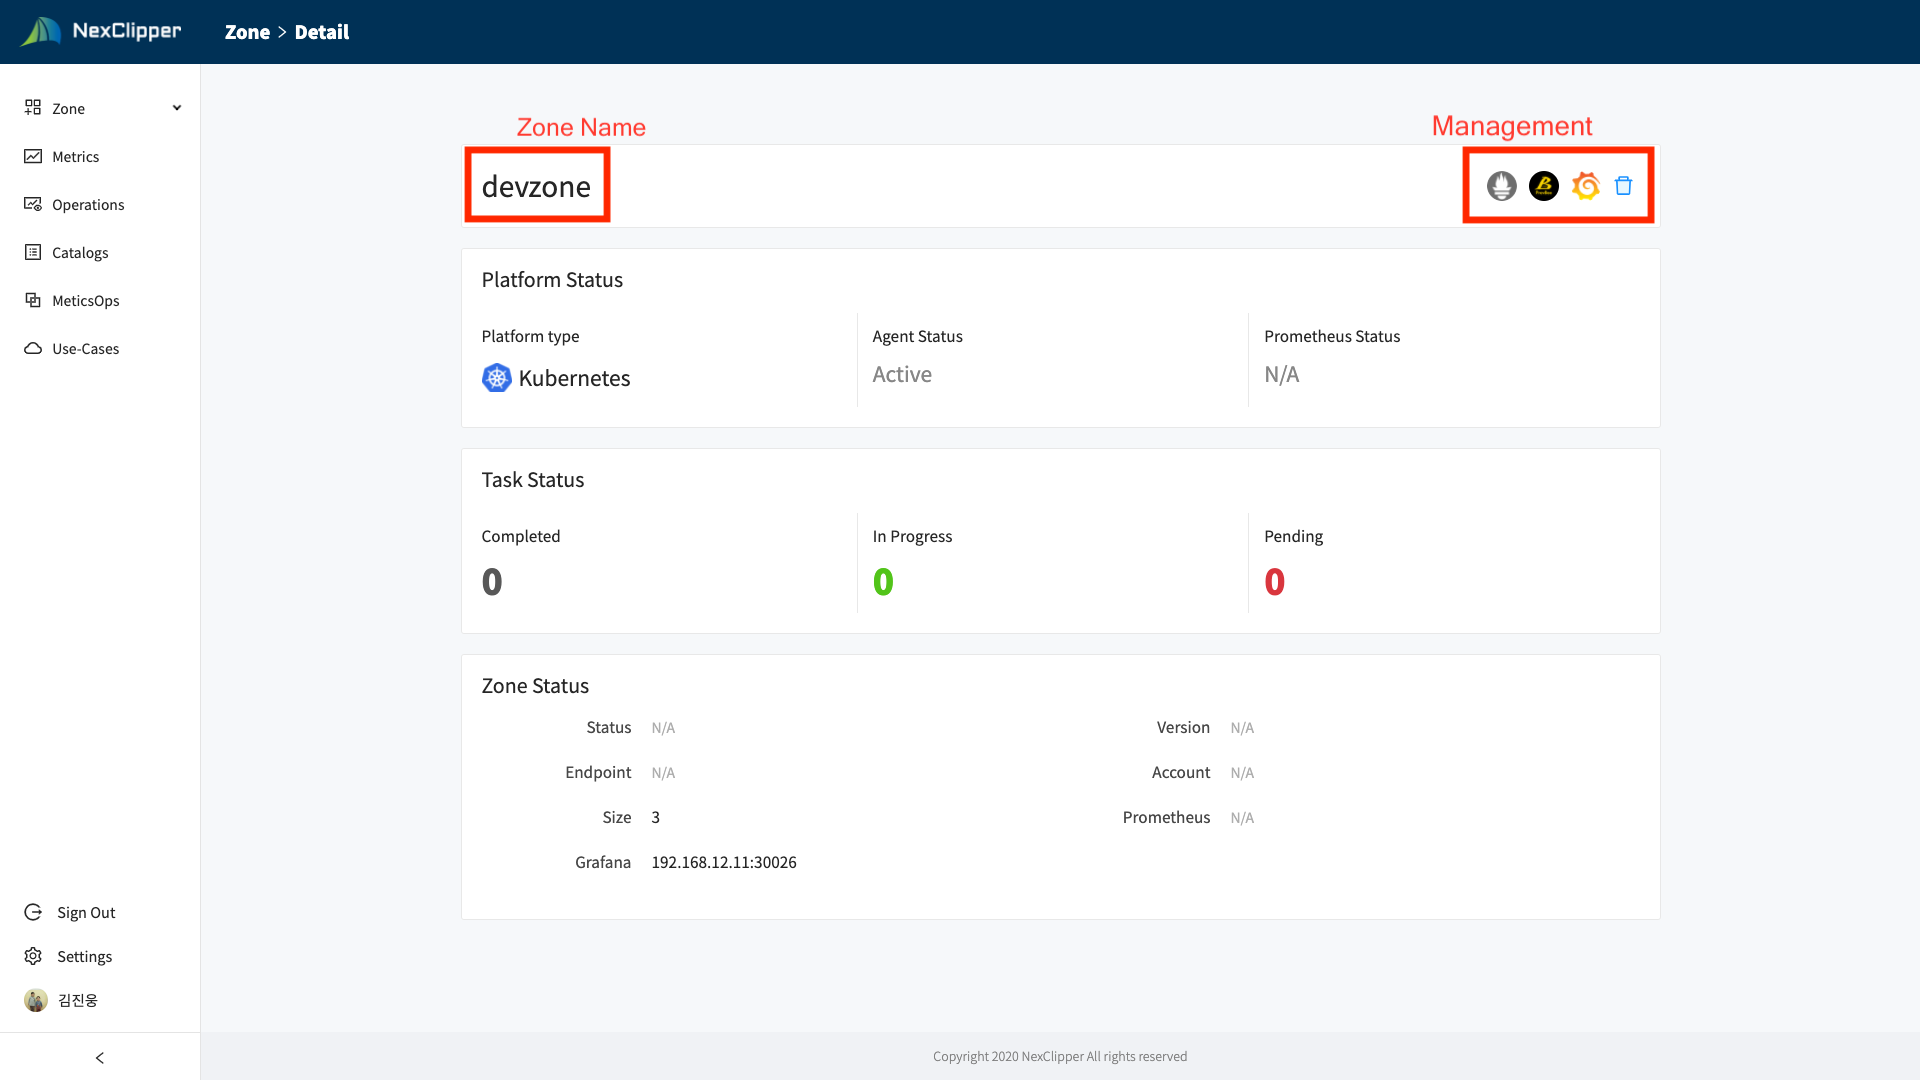 NexClipper
Zone > Detail
Zone
Metrics
Operations
Catalogs
MeticsOps
Use-Cases
Zone Name
Management
devzone
Platform Status
Platform type
Agent Status
Prometheus Status
Kubernetes
Active
N/A
Task Status
Completed
In Progress
Pending
0
0
0
Zone Status
Status N/A
Version N/A
Endpoint N/A
Account N/A
Size 3
Prometheus N/A
Grafana 192.168.12.11:30026
Sign Out
Settings
김진웅
Copyright 2020 NexClipper All rights reserved